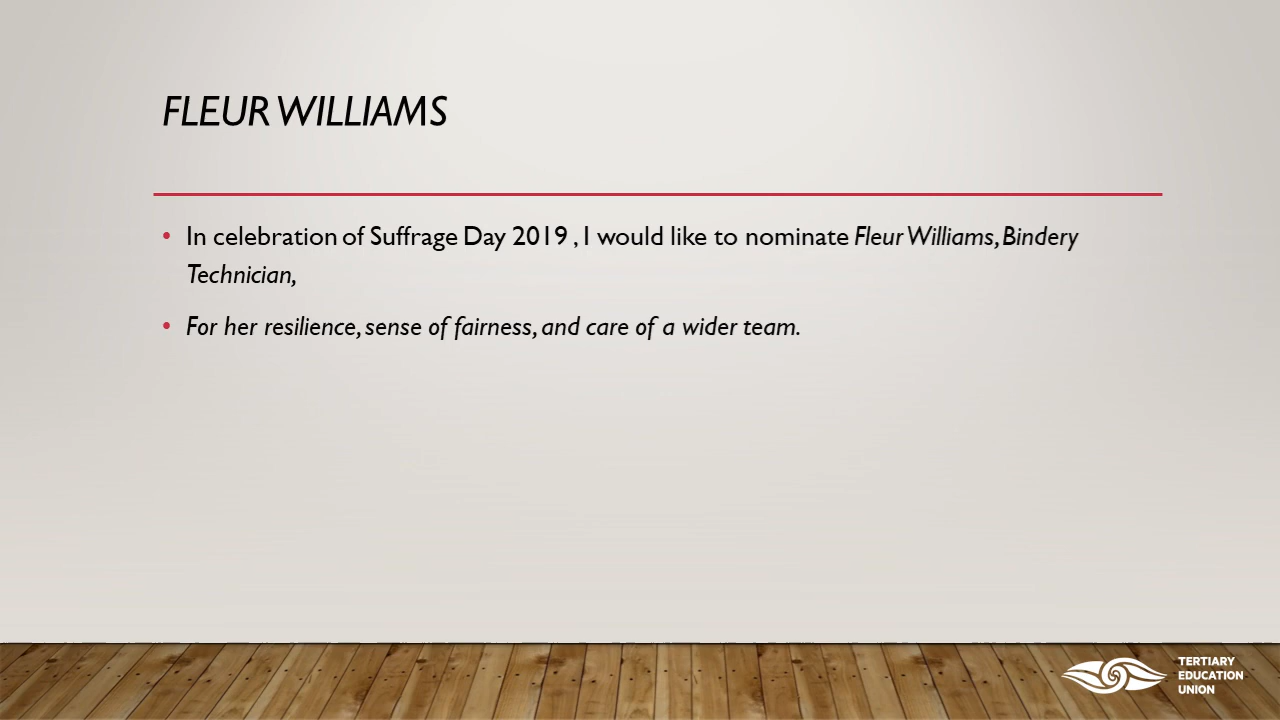 FLEUR WILLIAMS
• In celebration of Suffrage Day 2019 , I would like to nominate Fleur Williams, Bindery
Technician,
• For her resilience, sense of fairness, and care of a wider team.
TERTIARY
EDUCATION
UNION